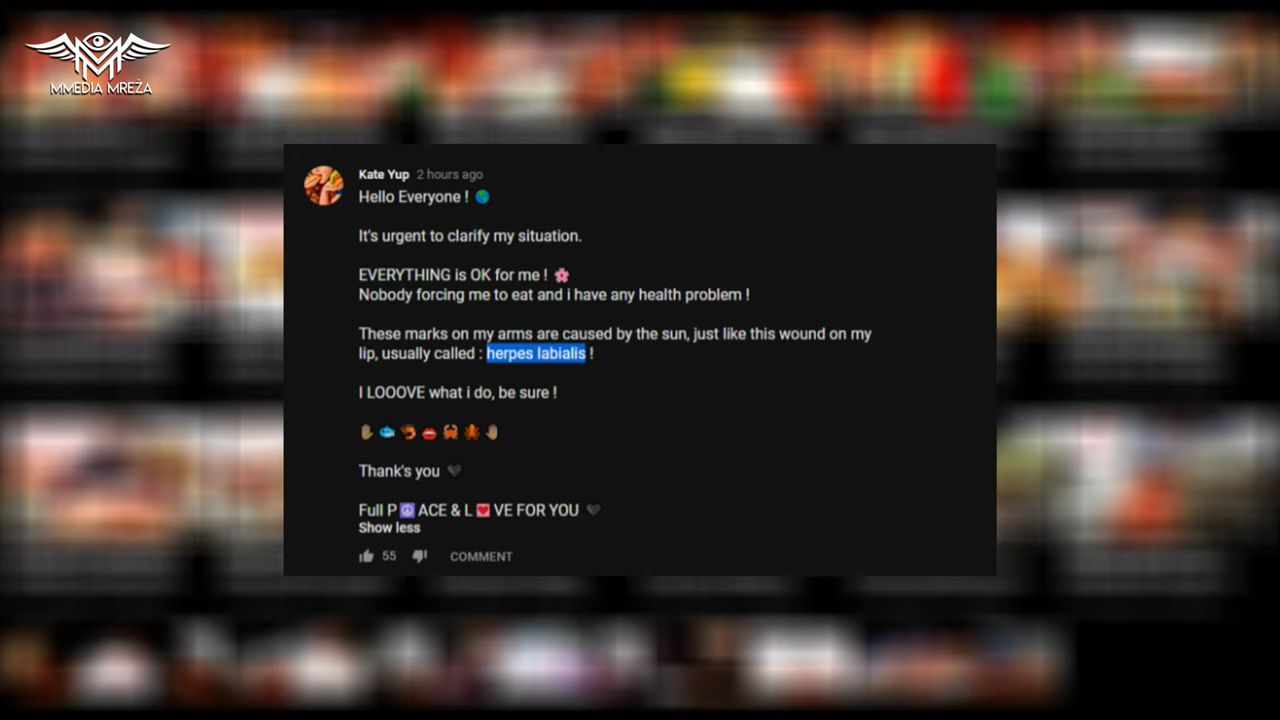 MMEDIA MREŽA
Kate Yup 2 hours ago
Hello Everyone ! 🌎
It's urgent to clarify my situation.
EVERYTHING is OK for me ! 🌸
Nobody forcing me to eat and i have any health problem !
These marks on my arms are caused by the sun, just like this wound on my
lip, usually called : herpes labialis !
I LOOOVE what i do, be sure !
🤚🏽 🐟 🦐 👄 🦀 🐙 🤚🏽
Thank's you 🖤
Full P ☮️ ACE & L 💟 VE FOR YOU 🖤
Show less
55 COMMENT